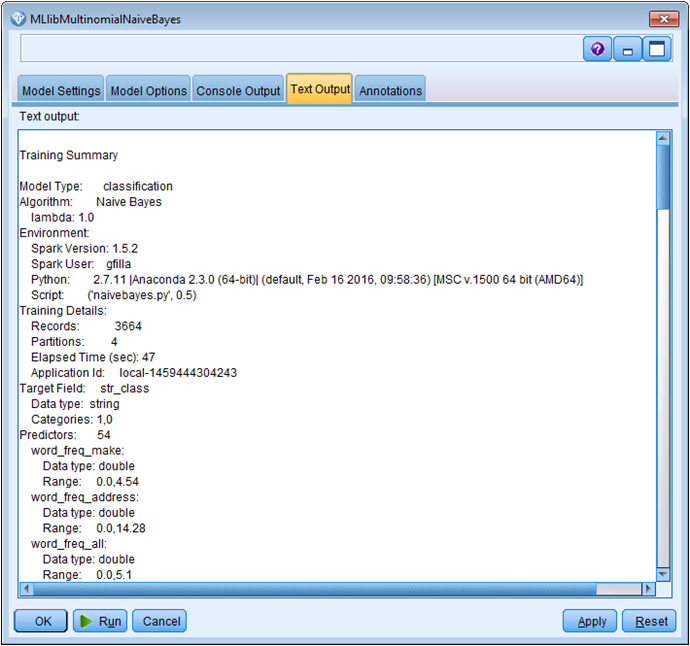 MLlibMultinomialNaiveBayes
Model Settings Model Options Console Output Text Output Annotations
Text output:
Training Summary
Model Type: classification
Algorithm: Naive Bayes
lambda: 1.0
Environment:
Spark Version: 1.5.2
Spark User: gfilla
Python: 2.7.11 |Anaconda 2.3.0 (64-bit)| (default, Feb 16 2016, 09:58:36) [MSC v.1500 64 bit (AMD64)]
Script: ('naivebayes.py', 0.5)
Training Details:
Records: 3664
Partitions: 4
Elapsed Time (sec): 47
Application Id: local-1459444304243
Target Field: str_class
Data type: string
Categories: 1,0
Predictors: 54
word_freq_make:
Data type: double
Range: 0.0,4.54
word_freq_address:
Data type: double
Range: 0.0,14.28
word_freq_all:
Data type: double
Range: 0.0,5.1
OK Run Cancel Apply Reset